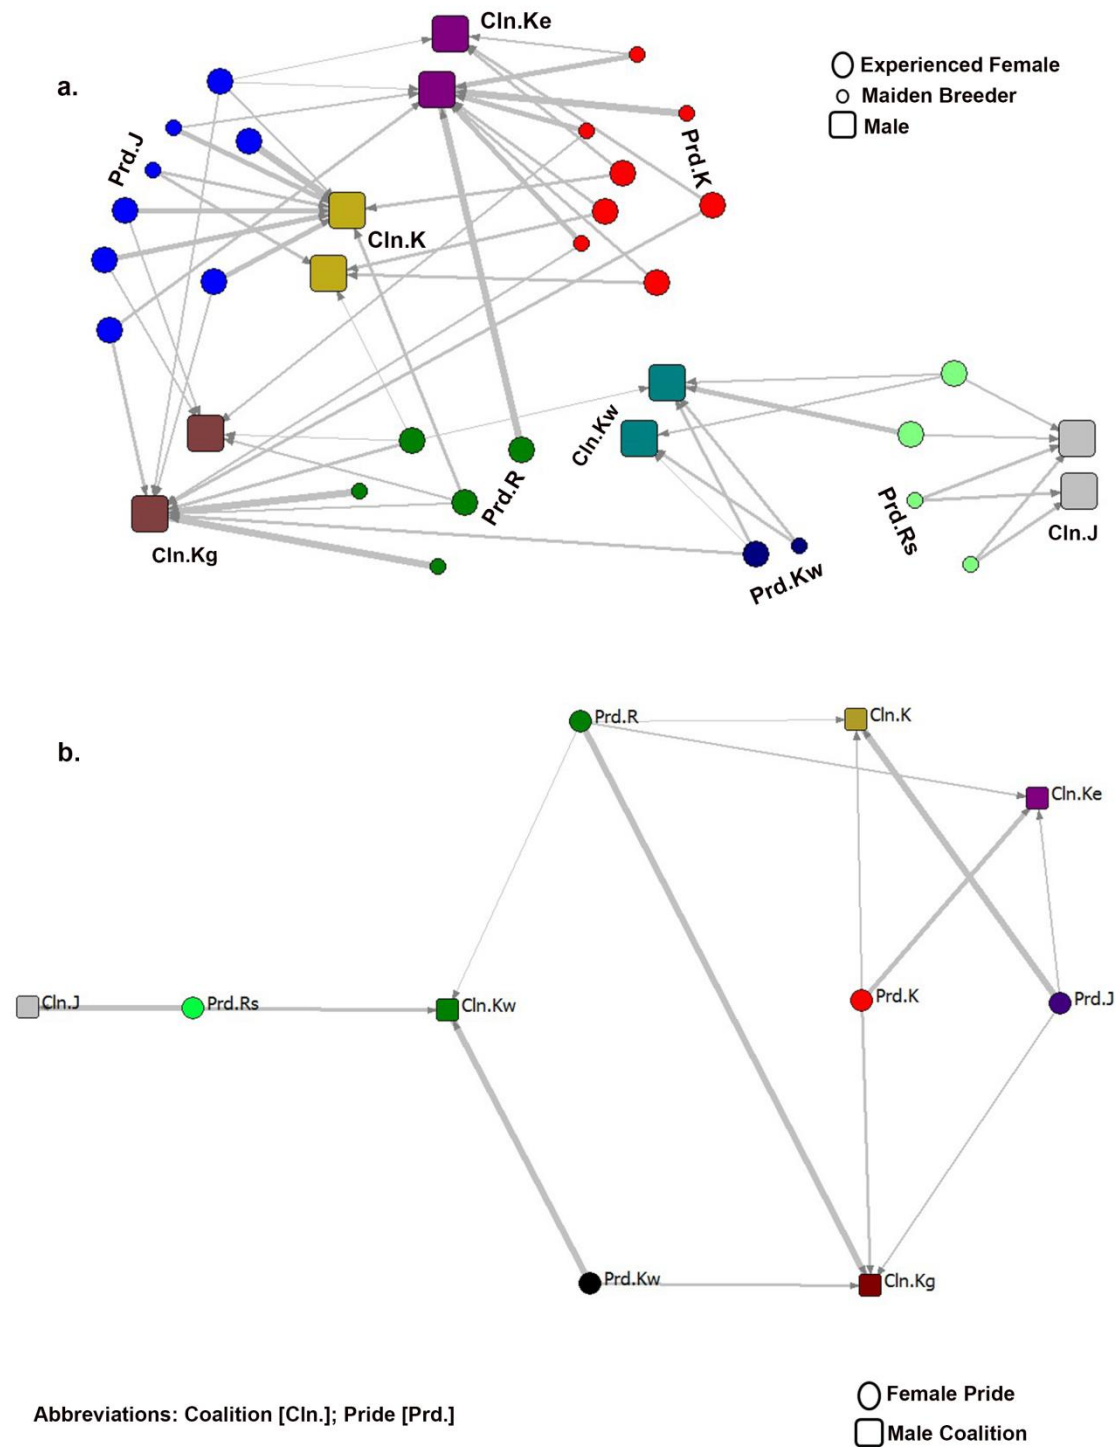 Cln.Ke
a.
Experienced Female
Maiden Breeder
Male
Prd.J
Prd.K
Cln.K
Cln.Kw
Prd.R
Prd.Rs
Cln.J
Cln.Kg
Prd.Kw
b.
Prd.R
Cln.K
Cln.Ke
Cln.J
Prd.Rs
Cln.Kw
Prd.K
Prd.J
Prd.Kw
Cln.Kg
Female Pride
Abbreviations: Coalition [Cln.]; Pride [Prd.]
Male Coalition